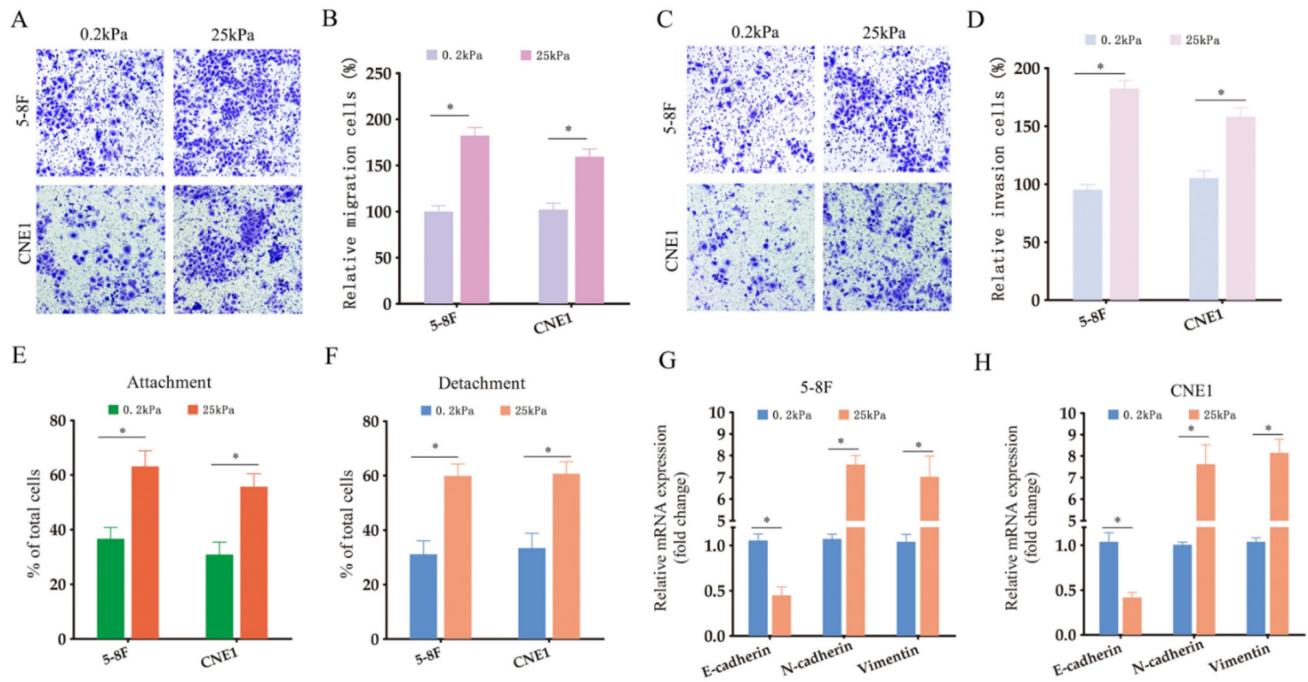 A
0.2kPa 25kPa
5-8F
CNE1
B
0.2kPa 25kPa
Relative migration cells (%)
250
200
150
100
50
0
* *
5-8F CNE1
C
0.2kPa 25kPa
5-8F
CNE1
D
0.2kPa 25kPa
Relative invasion cells (%)
200
150
100
50
0
* *
5-8F CNE1
E
Attachment
0.2kPa 25kPa
% of total cells
80
60
40
20
0
* *
5-8F CNE1
F
Detachment
0.2kPa 25kPa
% of total cells
80
60
40
20
0
* *
5-8F CNE1
G
5-8F
0.2kPa 25kPa
Relative mRNA expression
(fold change)
10
9
8
7
6
5
1.0
0.5
0.0
* * *
E-cadherin N-cadherin Vimentin
H
CNE1
0.2kPa 25kPa
Relative mRNA expression
(fold change)
10
9
8
7
6
5
1.0
0.5
0.0
* * *
E-cadherin N-cadherin Vimentin